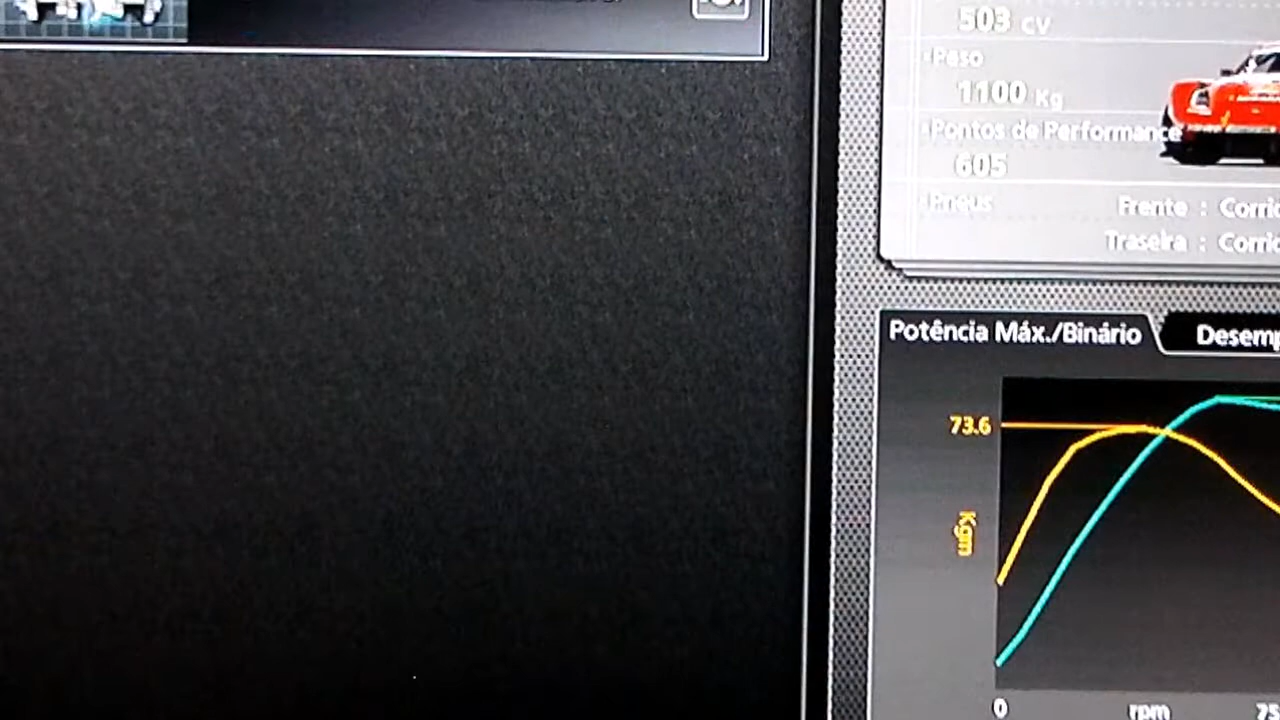 503 CV
Peso
1100 Kg
Pontos de Performance
605
Pneus
Frente :
Traseira :
Potência Máx./Binário
73.6
Kgm
0
rpm